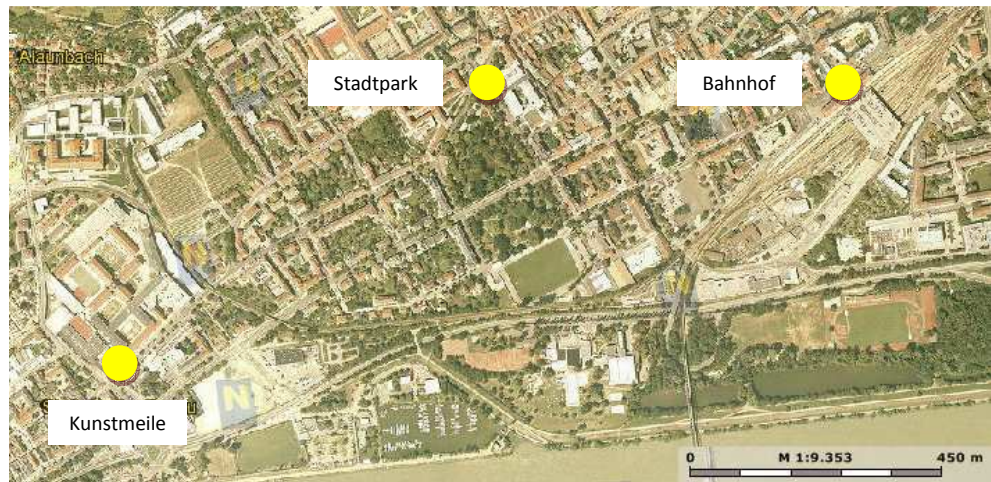 Alaunbach
Stadtpark
Bahnhof
N
N
N
Kunstmeile
N
0 M 1:9.353 450 m